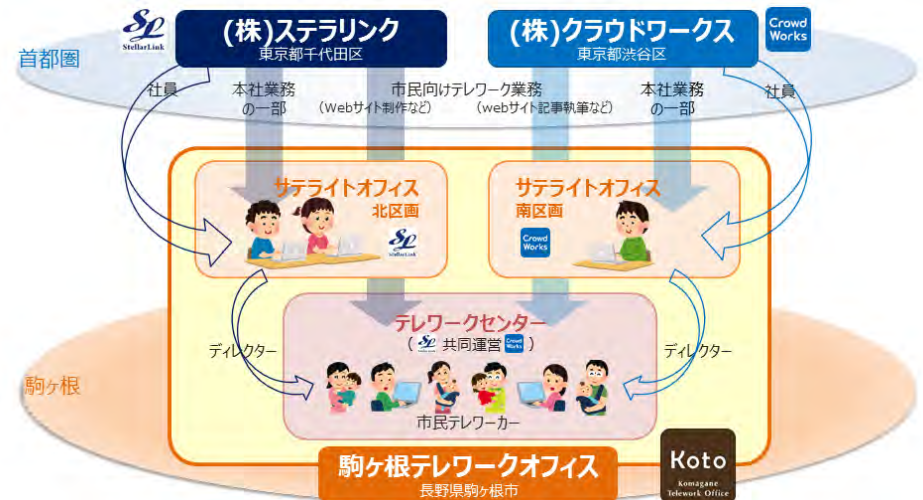 (株)ステラリンク
東京都千代田区
StellarLink
(株)クラウドワークス
東京都渋谷区
Crowd
Works
首都圏
社員
本社業務
の一部
市民向けテレワーク業務
(Webサイト制作など)
(webサイト記事執筆など)
本社業務
の一部
社員
サテライトオフィス
北区画
StellarLink
サテライトオフィス
南区画
Crowd
Works
テレワークセンター
( SL 共同運営 Crowd Works )
ディレクター
ディレクター
市民テレワーカー
駒ヶ根
駒ヶ根テレワークオフィス
長野県駒ヶ根市
Koto
Komagane
Telework Office